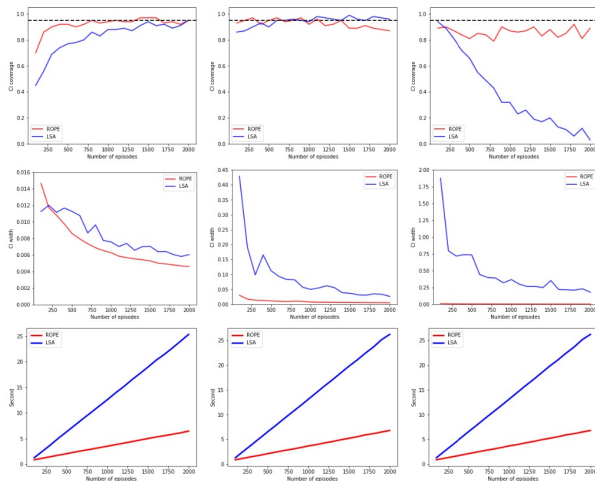 1.0
0.8
0.6
0.4
0.2
0.0
CI coverage
ROPE
LSA
250 500 750 1000 1250 1500 1750 2000
Number of episodes
1.0
0.8
0.6
0.4
0.2
0.0
CI coverage
ROPE
LSA
250 500 750 1000 1250 1500 1750 2000
Number of episodes
1.0
0.8
0.6
0.4
0.2
0.0
CI coverage
ROPE
LSA
250 500 750 1000 1250 1500 1750 2000
Number of episodes
0.016
0.014
0.012
0.010
0.008
0.006
0.004
0.002
0.000
CI width
ROPE
LSA
250 500 750 1000 1250 1500 1750 2000
Number of episodes
0.45
0.40
0.35
0.30
0.25
0.20
0.15
0.10
0.05
0.00
CI width
ROPE
LSA
250 500 750 1000 1250 1500 1750 2000
Number of episodes
2.00
1.75
1.50
1.25
1.00
0.75
0.50
0.25
0.00
CI width
ROPE
LSA
250 500 750 1000 1250 1500 1750 2000
Number of episodes
25
20
15
10
5
0
Second
ROPE
LSA
250 500 750 1000 1250 1500 1750 2000
Number of episodes
25
20
15
10
5
0
Second
ROPE
LSA
250 500 750 1000 1250 1500 1750 2000
Number of episodes
25
20
15
10
5
0
Second
ROPE
LSA
250 500 750 1000 1250 1500 1750 2000
Number of episodes